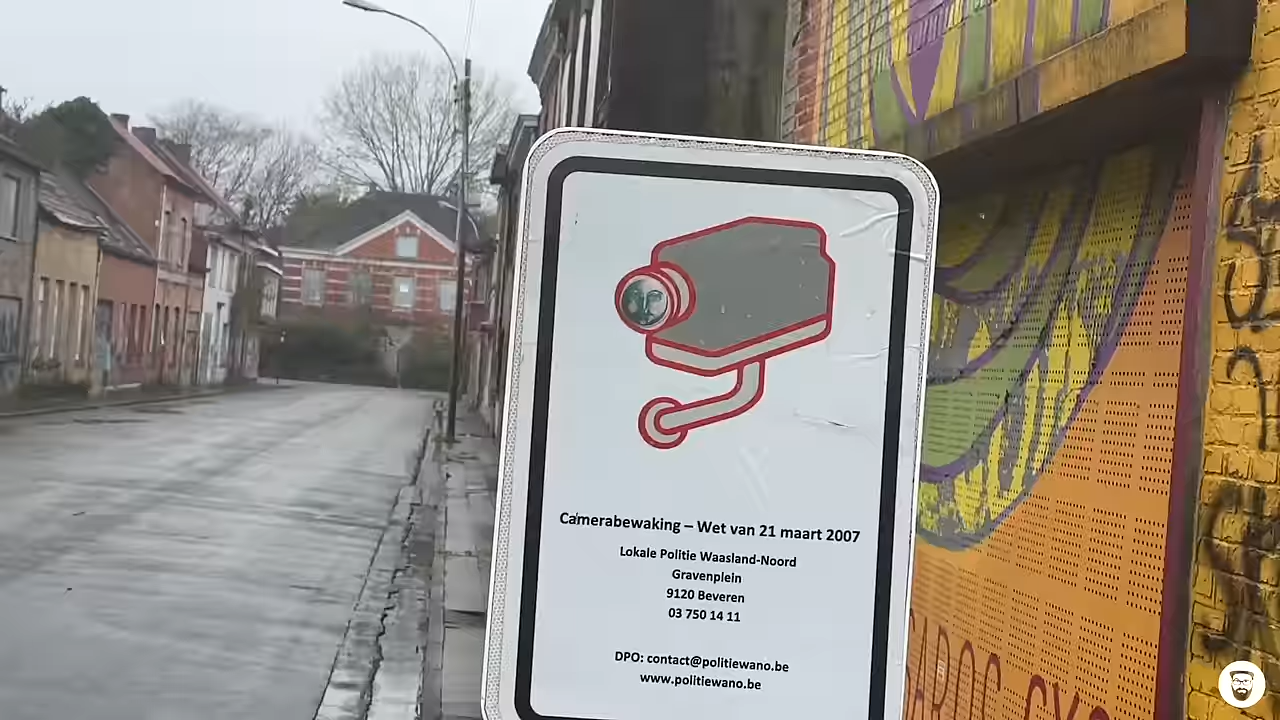 Camerabewaking – Wet van 21 maart 2007
Lokale Politie Waasland-Noord
Gravenplein
9120 Beveren
03 750 14 11
DPO: contact@politiewano.be
www.politiewano.be